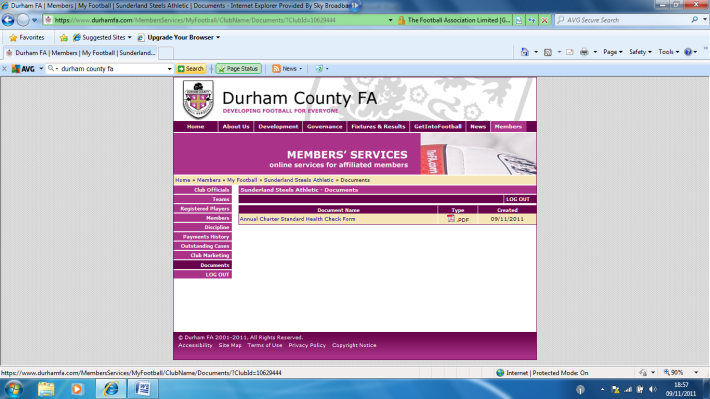 Durham FA | Members | My Football | Sunderland Steels Athletic - Documents - Internet Explorer Provided By Sky Broadband
https://www.durhamfa.com/MemberServices/MyFootball/ClubName/Documents/?ClubId=10629444
The Football Association Limited [G...
AVG Secure Search
Favorites Suggested Sites Upgrade Your Browser
Durham FA | Members | My Football | Sunderland Steels...
Page Safety Tools
AVG durham county fa Search Page Status News
Durham County FA
DEVELOPING FOOTBALL FOR EVERYONE
Home About Us Development Governance Fixtures & Results GetIntoFootball News Members
MEMBERS' SERVICES
online services for affiliated members
Home » Members » My Football » Sunderland Steels Athletic » Documents
Club Officials
Teams
Registered Players
Members
Discipline
Payments History
Outstanding Cases
Club Marketing
Documents
LOG OUT
Sunderland Steels Athletic - Documents
LOG OUT
Document Name Type Created
Annual Charter Standard Health Check Form .PDF 09/11/2011
© Durham FA 2001-2011, All Rights Reserved.
Accessibility Site Map Terms of Use Privacy Policy Copyright Notice
https://www.durhamfa.com/MemberServices/MyFootball/ClubName/Documents/?ClubId=10629444
Internet | Protected Mode: On
90%
18:57
09/11/2011